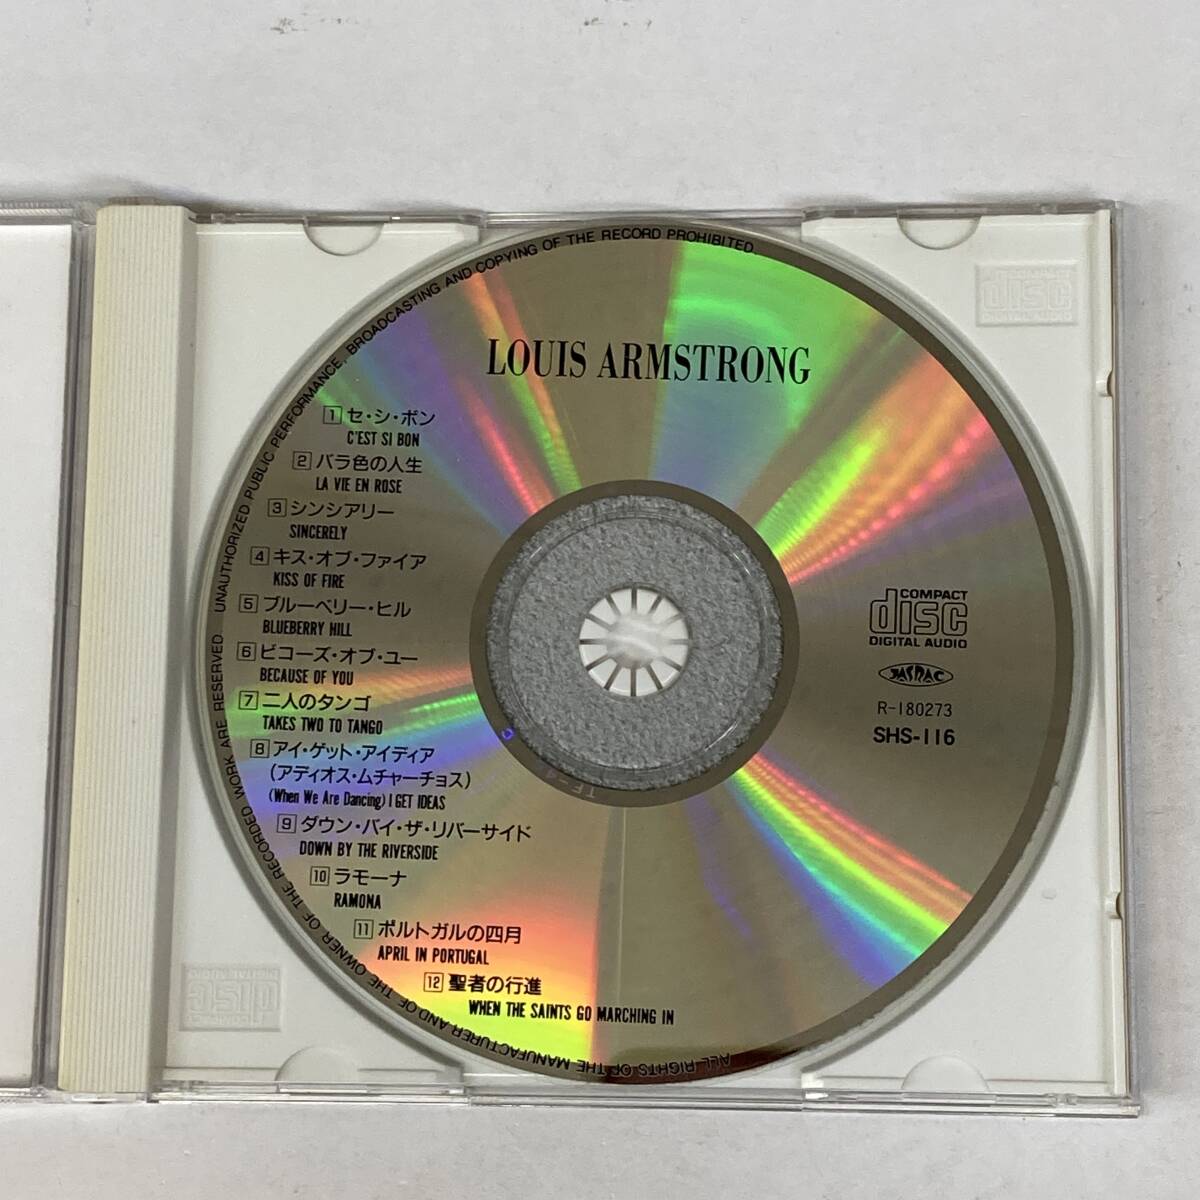 LOUIS ARMSTRONG
1 セ・シ・ボン
C'EST SI BON
2 バラ色の人生
LA VIE EN ROSE
3 シンシアリー
SINCERELY
4 キス・オブ・ファイア
KISS OF FIRE
5 ブルーベリー・ヒル
BLUEBERRY HILL
6 ビコーズ・オブ・ユー
BECAUSE OF YOU
7 二人のタンゴ
TAKES TWO TO TANGO
8 アイ・ゲット・アイディア
(アディオス・ムチャーチョス)
(When We Are Dancing) I GET IDEAS
9 ダウン・バイ・ザ・リバーサイド
DOWN BY THE RIVERSIDE
10 ラモーナ
RAMONA
11 ポルトガルの四月
APRIL IN PORTUGAL
12 聖者の行進
WHEN THE SAINTS GO MARCHING IN
COMPACT
disc
DIGITAL AUDIO
JASRAC
R-180273
SHS-116
ALL RIGHTS OF THE MANUFACTURER AND OF THE OWNER OF THE RECORDED WORK ARE RESERVED UNAUTHORIZED PUBLIC PERFORMANCE, BROADCASTING AND COPYING OF THE RECORD PROHIBITED.
COMPACT
disc
DIGITAL AUDIO
COMPACT
disc
DIGITAL AUDIO